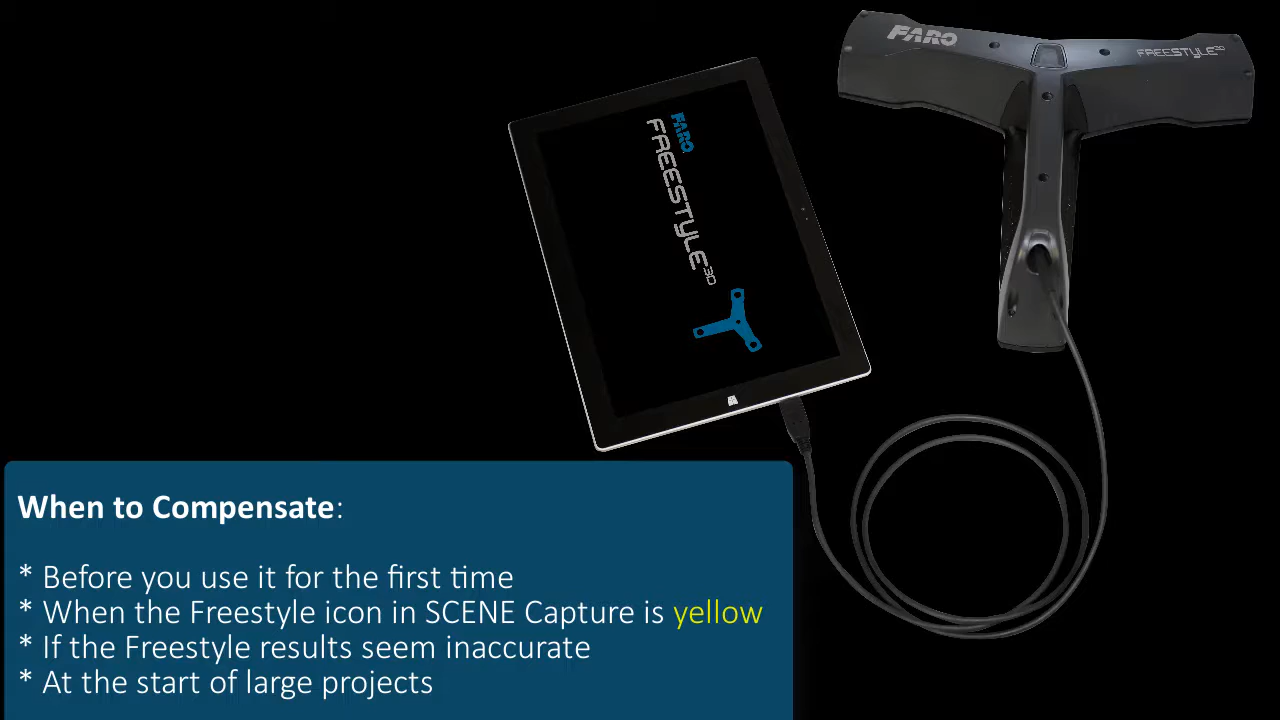 FARO
FREESTYLE3D
FARO
FREESTYLE3D
When to Compensate:
* Before you use it for the first time
* When the Freestyle icon in SCENE Capture is yellow
* If the Freestyle results seem inaccurate
* At the start of large projects